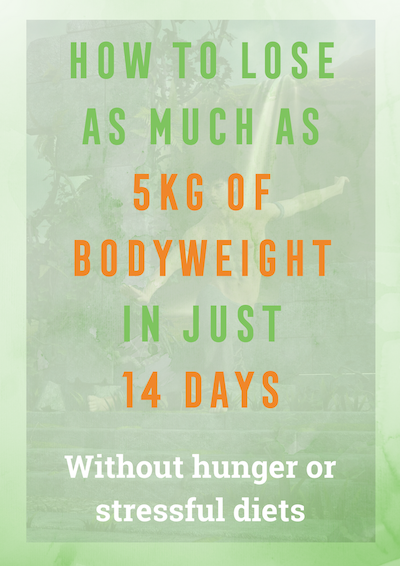 HOW TO LOSE
AS MUCH AS
5KG OF
BODYWEIGHT
IN JUST
14 DAYS
Without hunger or
stressful diets